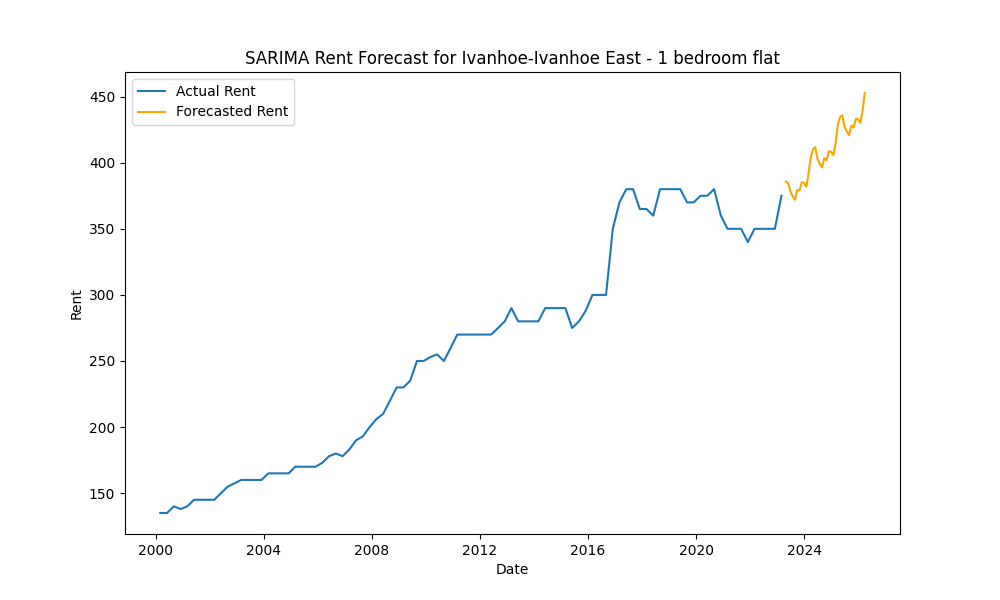 SARIMA Rent Forecast for Ivanhoe-Ivanhoe East - 1 bedroom flat
Actual Rent
Forecasted Rent
450
400
350
300
250
200
150
Rent
2000
2004
2008
2012
2016
2020
2024
Date